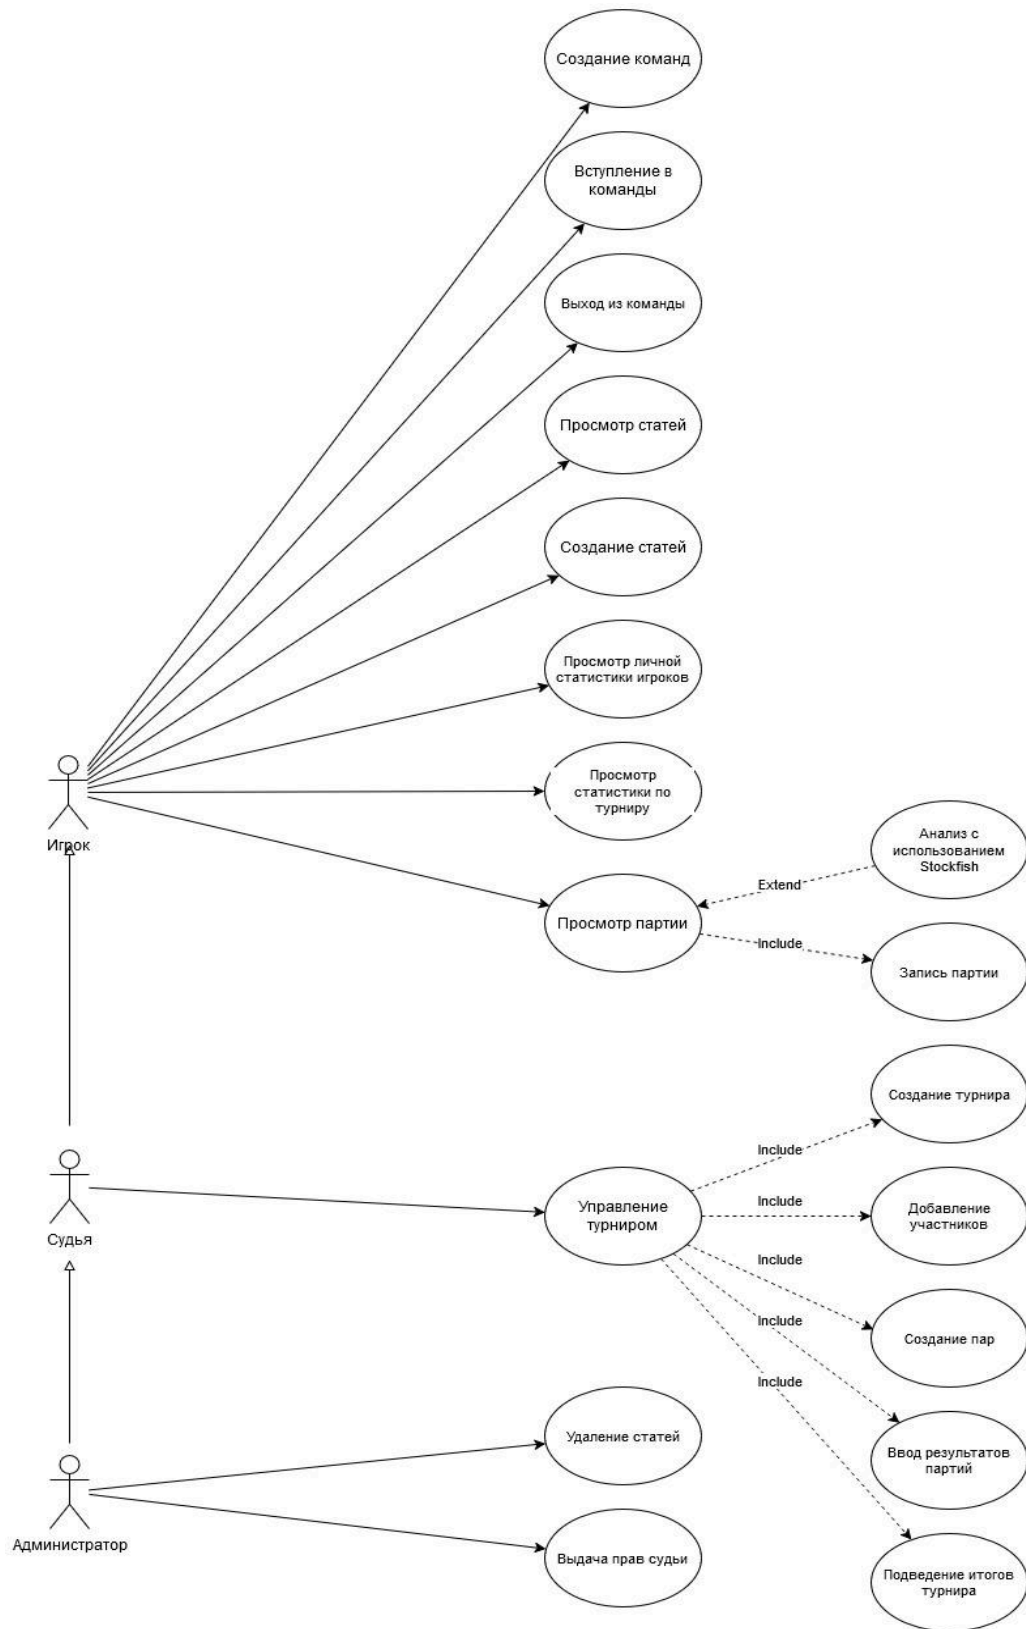 Создание команд
Вступление в
команды
Выход из команды
Просмотр статей
Создание статей
Просмотр личной
статистики игроков
Просмотр
статистики по
турниру
Игрок
Анализ с
использованием
Stockfish
Extend
Просмотр партии
Include
Запись партии
Создание турнира
Include
Судья
Управление
турниром
Include
Добавление
участников
Include
Создание пар
Include
Include
Удаление статей
Ввод результатов
партий
Администратор
Выдача прав судьи
Подведение итогов
турнира